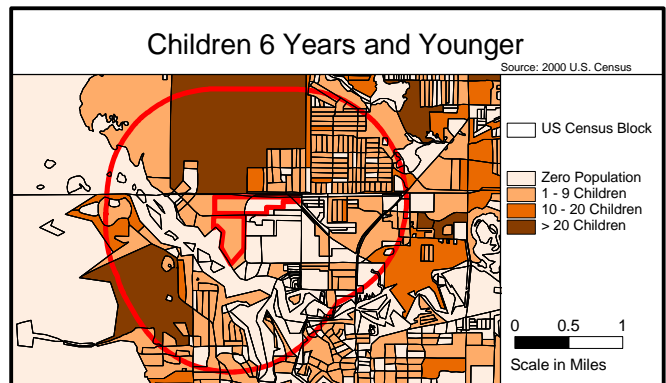 Children 6 Years and Younger
Source: 2000 U.S. Census
US Census Block
Zero Population
1 - 9 Children
10 - 20 Children
> 20 Children
0 0.5 1
Scale in Miles